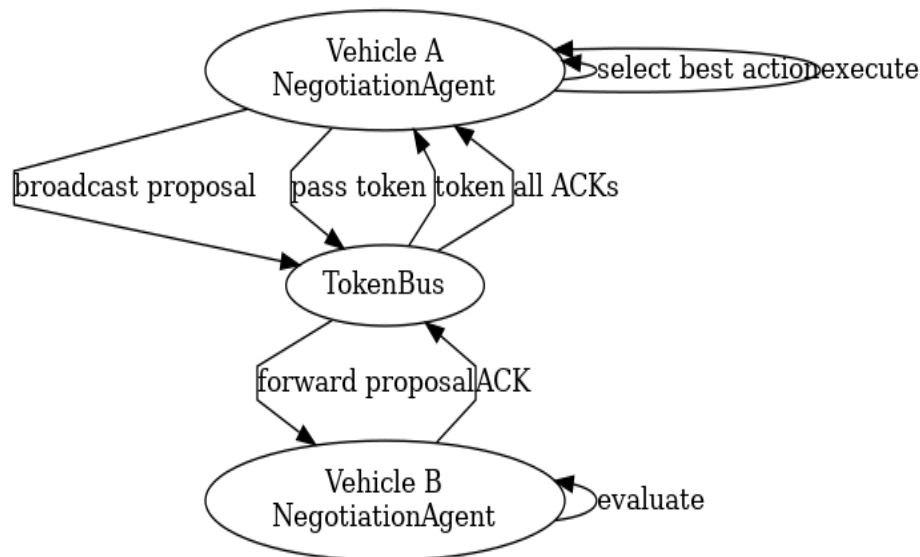 Vehicle A
NegotiationAgent
select best action
execute
broadcast proposal
pass token
token
all ACKs
TokenBus
forward proposal
ACK
Vehicle B
NegotiationAgent
evaluate